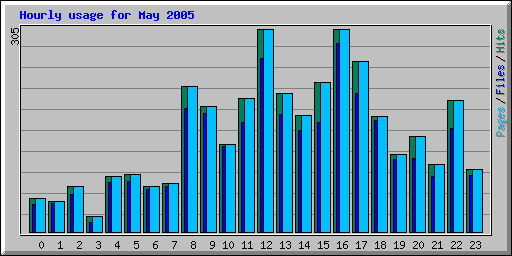 Hourly usage for May 2005
305
Pages/Files/Hits
0 1 2 3 4 5 6 7 8 9 10 11 12 13 14 15 16 17 18 19 20 21 22 23